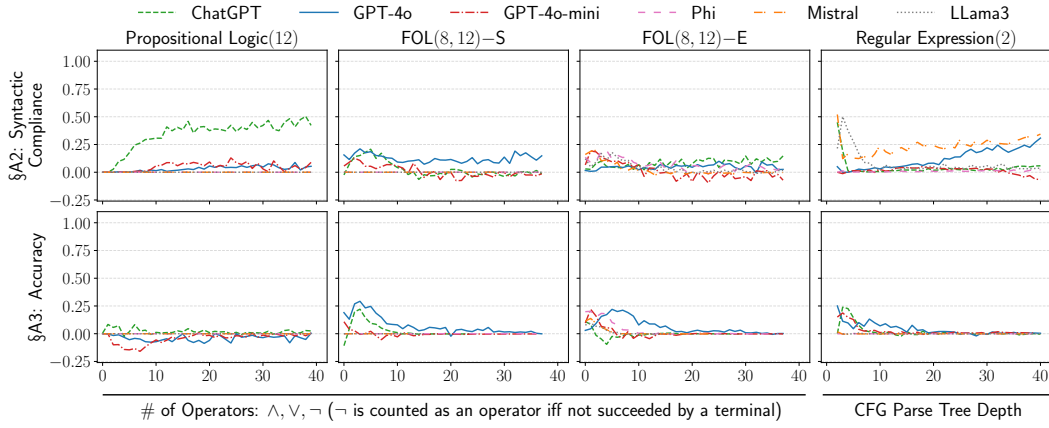 ChatGPT GPT-4o GPT-4o-mini Phi Mistral LLama3
Propositional Logic(12) FOL(8, 12)−S FOL(8, 12)−E Regular Expression(2)
§A2: Syntactic
Compliance
1.00
0.75
0.50
0.25
0.00
−0.25
§A3: Accuracy
1.00
0.75
0.50
0.25
0.00
−0.25
0 10 20 30 40 0 10 20 30 40 0 10 20 30 40 0 10 20 30 40
# of Operators: ∧, ∨, ¬ (¬ is counted as an operator iff not succeeded by a terminal) CFG Parse Tree Depth